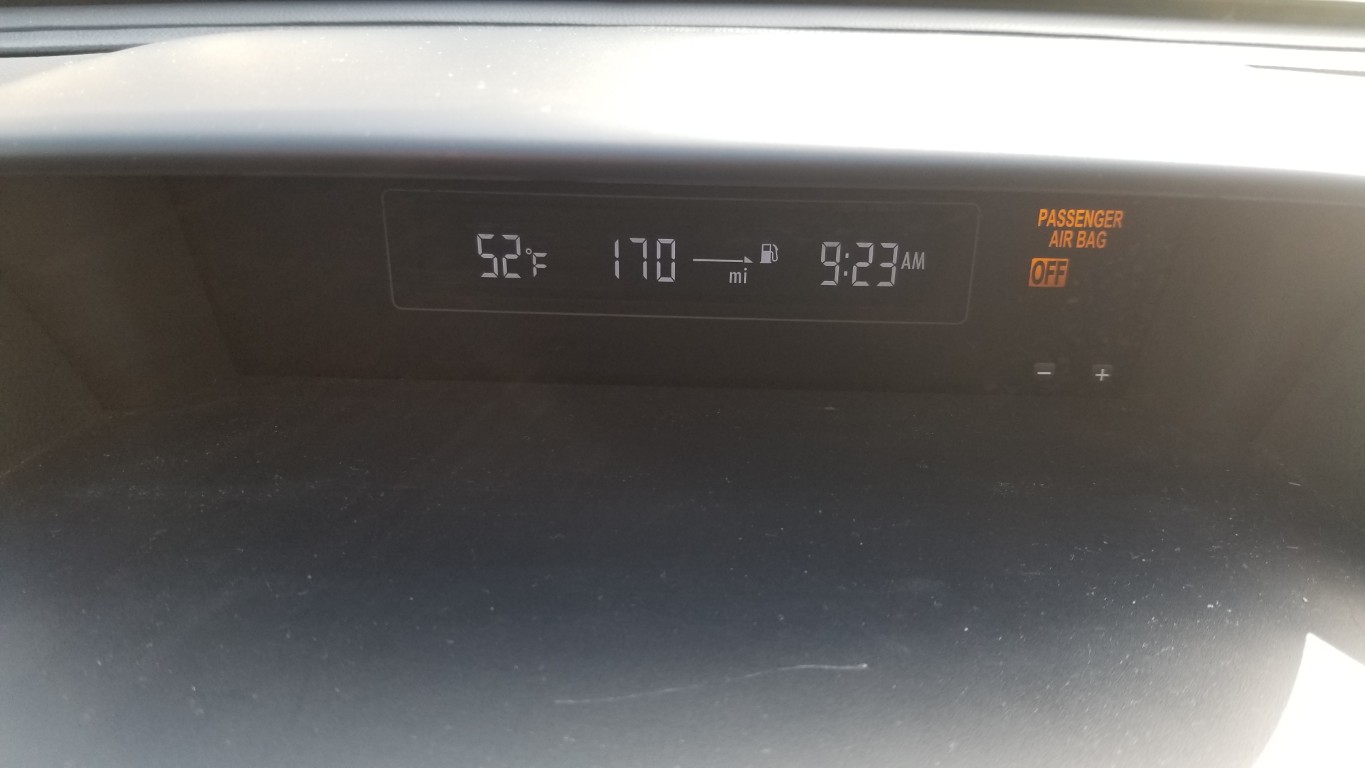 52°F 170 mi 9:23 AM
PASSENGER
AIR BAG
OFF
- +